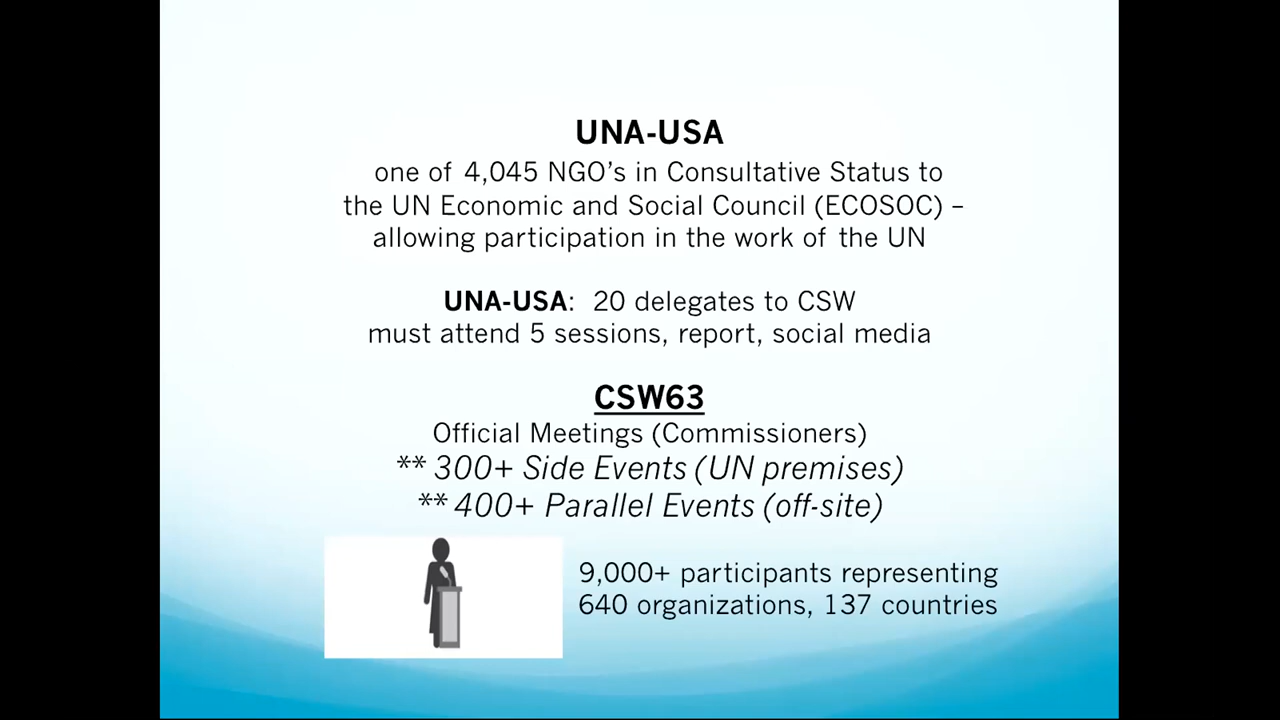 UNA-USA
one of 4,045 NGO’s in Consultative Status to
the UN Economic and Social Council (ECOSOC) –
allowing participation in the work of the UN
UNA-USA: 20 delegates to CSW
must attend 5 sessions, report, social media
CSW63
Official Meetings (Commissioners)
** 300+ Side Events (UN premises)
** 400+ Parallel Events (off-site)
9,000+ participants representing
640 organizations, 137 countries